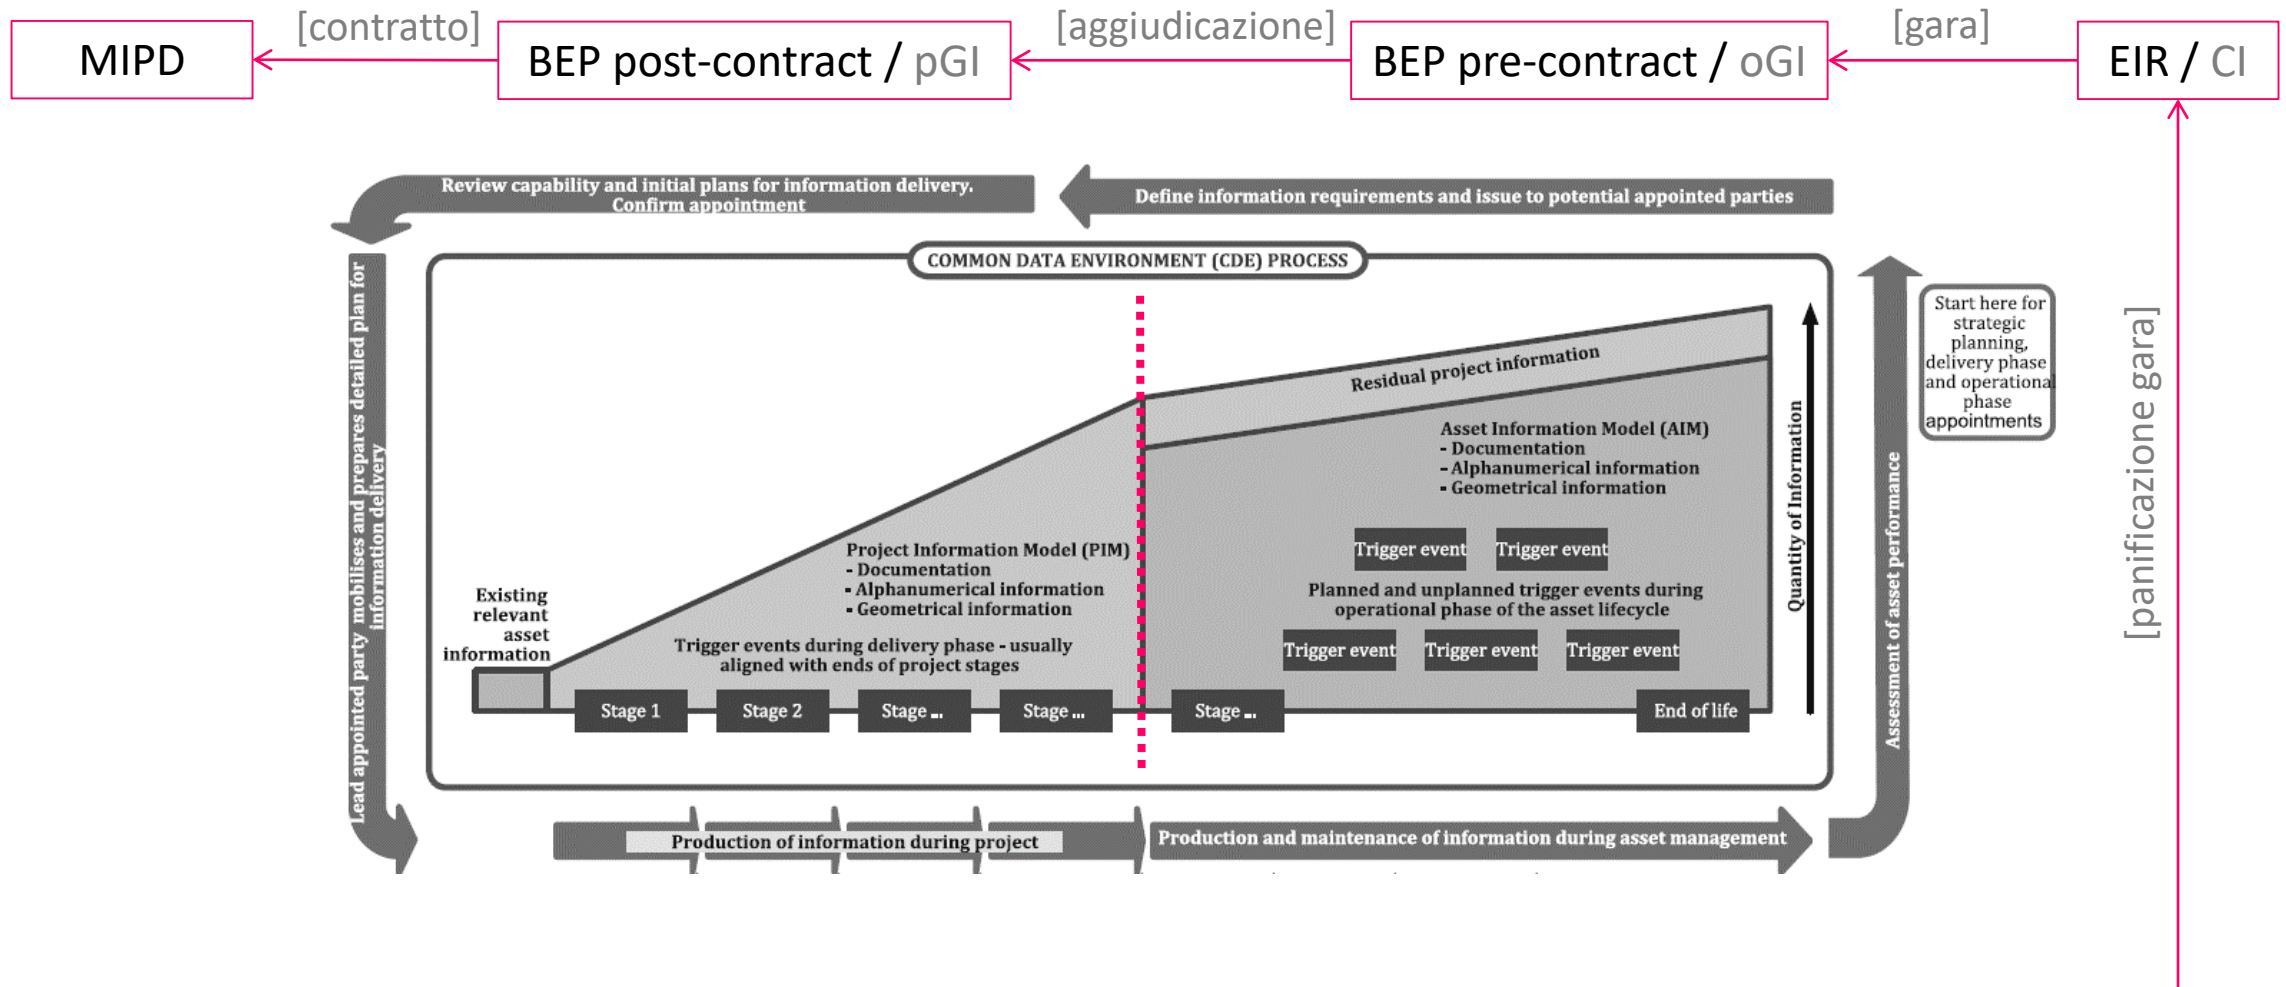 [contratto]
[aggiudicazione]
[gara]
MIPD
BEP post-contract / pGI
BEP pre-contract / oGI
EIR / CI
Review capability and initial plans for information delivery.
Confirm appointment
Define information requirements and issue to potential appointed parties
COMMON DATA ENVIRONMENT (CDE) PROCESS
Lead appointed party mobilises and prepares detailed plan for
information delivery
Existing
relevant
asset
information
Project Information Model (PIM)
- Documentation
- Alphanumerical information
- Geometrical information
Trigger events during delivery phase - usually
aligned with ends of project stages
Stage 1
Stage 2
Stage ...
Stage ...
Residual project information
Asset Information Model (AIM)
- Documentation
- Alphanumerical information
- Geometrical information
Trigger event
Trigger event
Planned and unplanned trigger events during
operational phase of the asset lifecycle
Trigger event
Trigger event
Trigger event
Stage ...
End of life
Quantity of Information
Assessment of asset performance
Start here for
strategic
planning,
delivery phase
and operational
phase
appointments
[panificazione gara]
Production of information during project
Production and maintenance of information during asset management